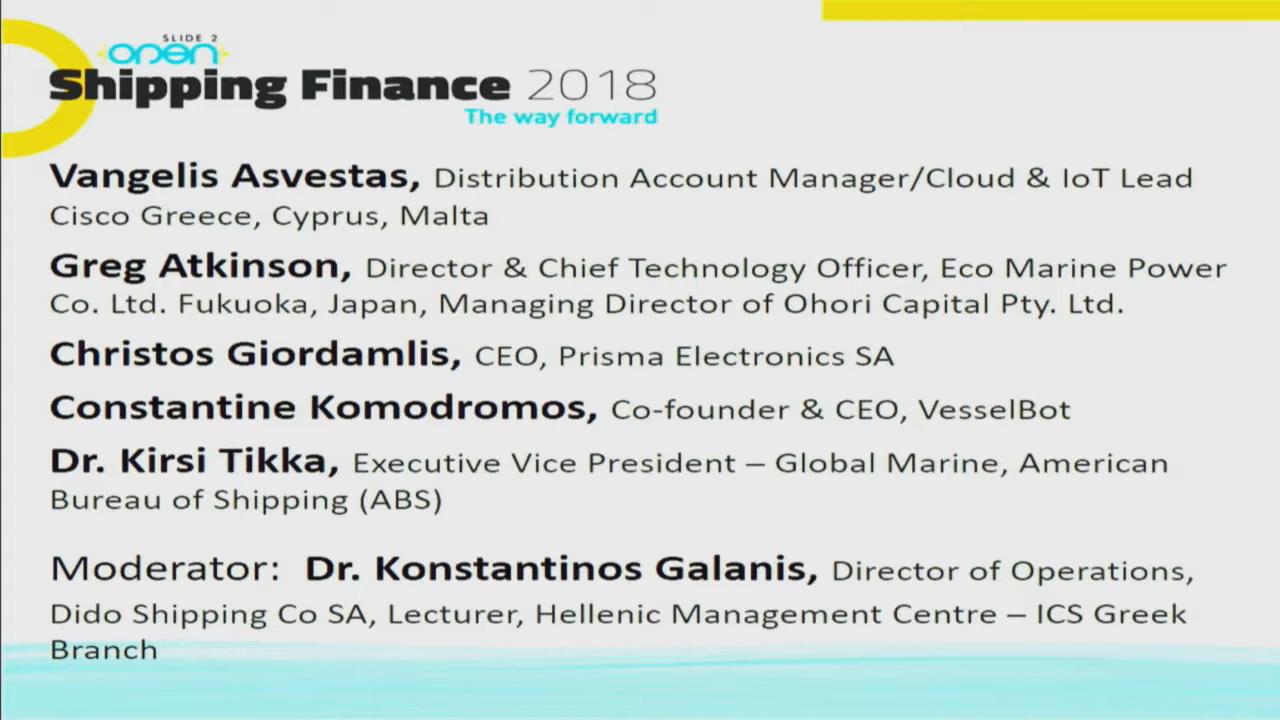 SLIDE 2
open
Shipping Finance 2018
The way forward
Vangelis Asvestas, Distribution Account Manager/Cloud & IoT Lead
Cisco Greece, Cyprus, Malta
Greg Atkinson, Director & Chief Technology Officer, Eco Marine Power
Co. Ltd. Fukuoka, Japan, Managing Director of Ohori Capital Pty. Ltd.
Christos Giordamlis, CEO, Prisma Electronics SA
Constantine Komodromos, Co-founder & CEO, VesselBot
Dr. Kirsi Tikka, Executive Vice President – Global Marine, American
Bureau of Shipping (ABS)
Moderator: Dr. Konstantinos Galanis, Director of Operations,
Dido Shipping Co SA, Lecturer, Hellenic Management Centre – ICS Greek
Branch